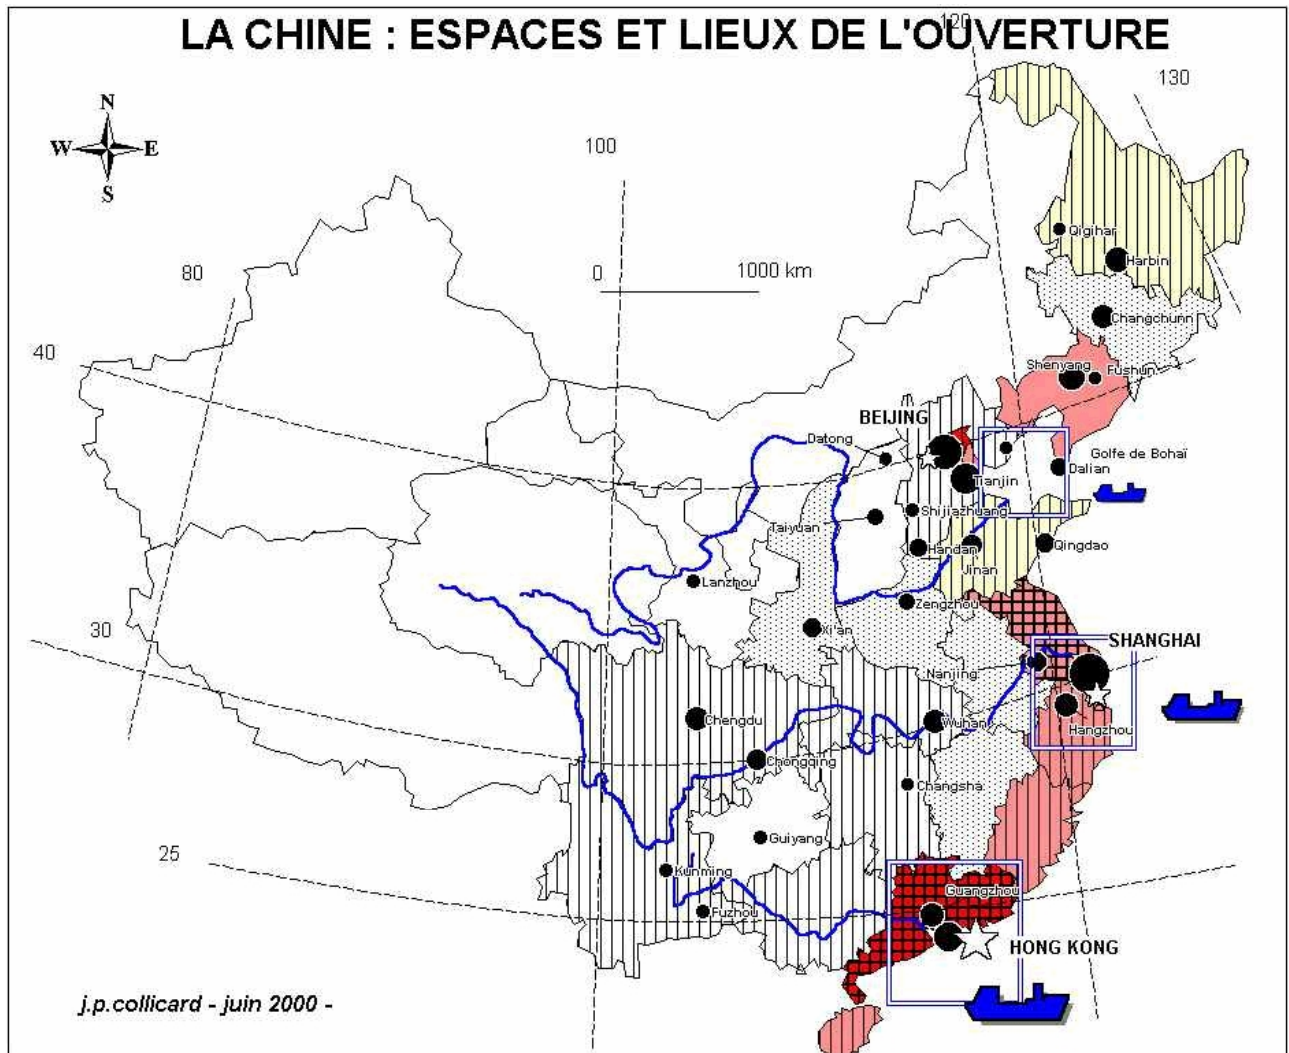 LA CHINE : ESPACES ET LIEUX DE L'OUVERTURE
120
130
N
W E
S
100
80
0 1000 km
40
Qigihar
Harbin
Changchunn
Shenyang
Fushun
BEIJING
Datong
Golfe de Bohaï
Dalian
Tianjin
Shijiazhuang
Taiyuan
Handan
Qingdao
Jinan
Lanzhou
Zengzhou
30
Xi'an
SHANGHAI
Nanjing
Chengdu
Wuhan
Hangzhou
Chongqing
Changsha
Guiyang
25
Kunming
Guangzhou
Fuzhou
HONG KONG
j.p.collicard - juin 2000 -